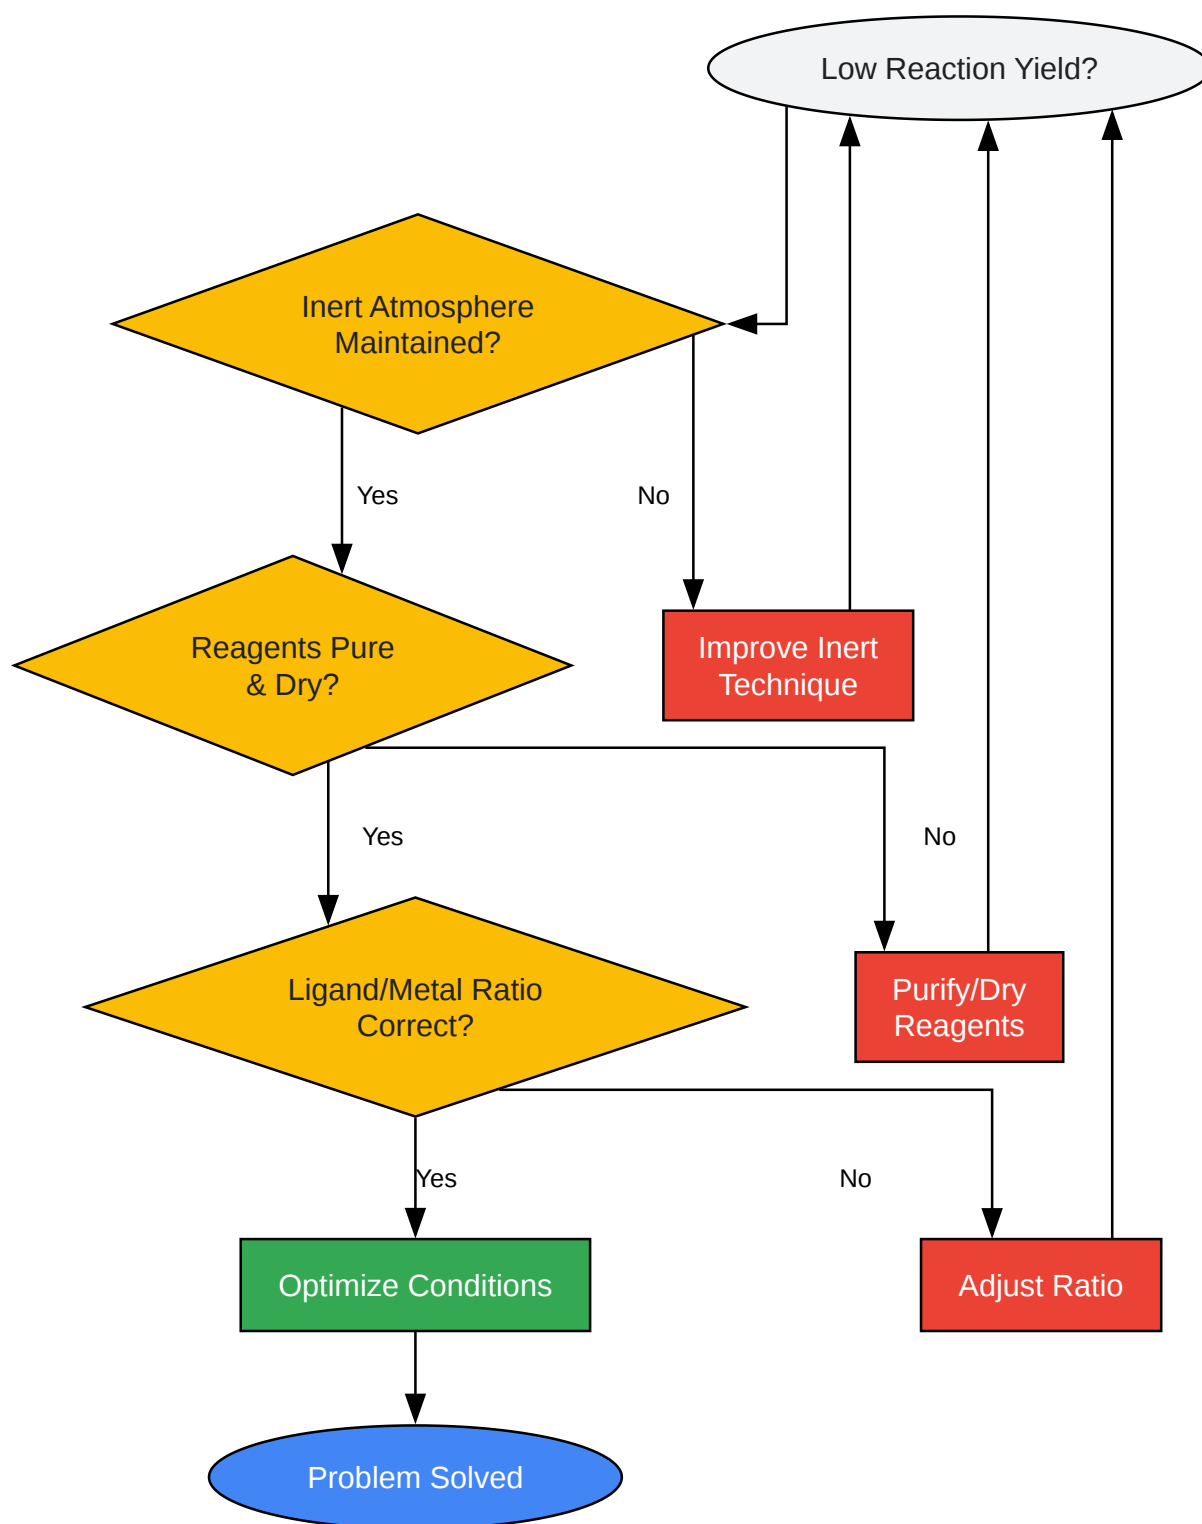 Low Reaction Yield?
Inert Atmosphere
Maintained?
Yes
No
Reagents Pure
& Dry?
Improve Inert
Technique
Yes
No
Ligand/Metal Ratio
Correct?
Purify/Dry
Reagents
Yes
No
Optimize Conditions
Adjust Ratio
Problem Solved